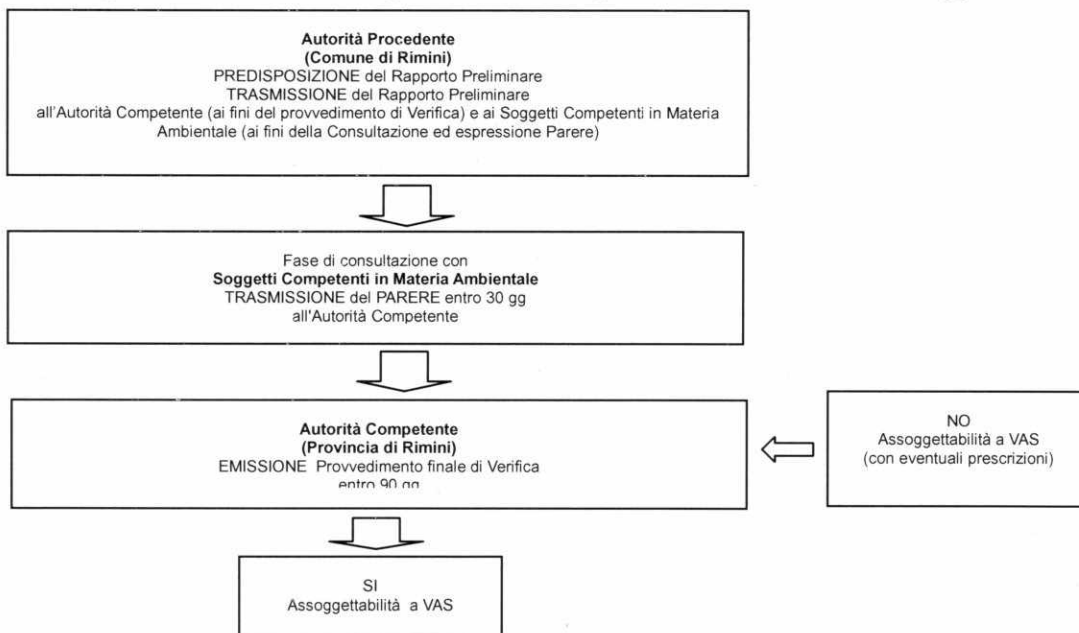 Autorità Procedente
(Comune di Rimini)
PREDISPOSIZIONE del Rapporto Preliminare
TRASMISSIONE del Rapporto Preliminare
all'Autorità Competente (ai fini del provvedimento di Verifica) e ai Soggetti Competenti in Materia
Ambientale (ai fini della Consultazione ed espressione Parere)
Fase di consultazione con
Soggetti Competenti in Materia Ambientale
TRASMISSIONE del PARERE entro 30 gg
all'Autorità Competente
Autorità Competente
(Provincia di Rimini)
EMISSIONE Provvedimento finale di Verifica
entro 90 gg
NO
Assoggettabilità a VAS
(con eventuali prescrizioni)
SI
Assoggettabilità a VAS